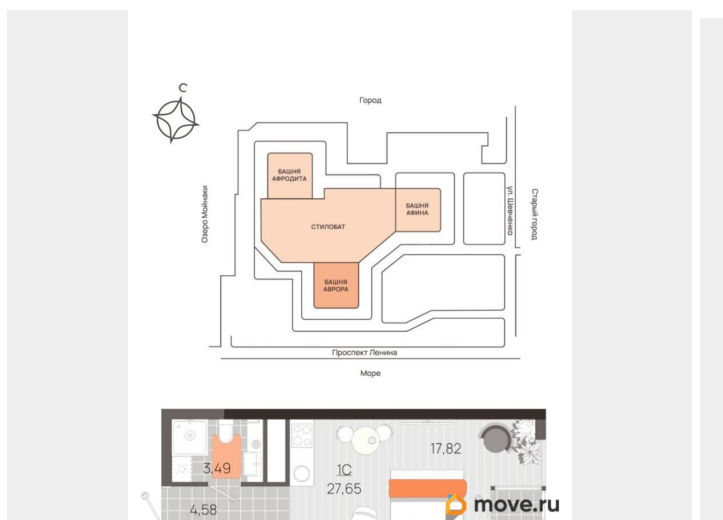 С
Город
БАШНЯ
АФРОДИТА
Озеро Мойнаки
БАШНЯ
АФИНА
ул. Шевченко
Старый город
СТИЛОБАТ
БАШНЯ
АВРОРА
Проспект Ленина
Море
17,82
3,49
1С
27,65
4,58
move.ru